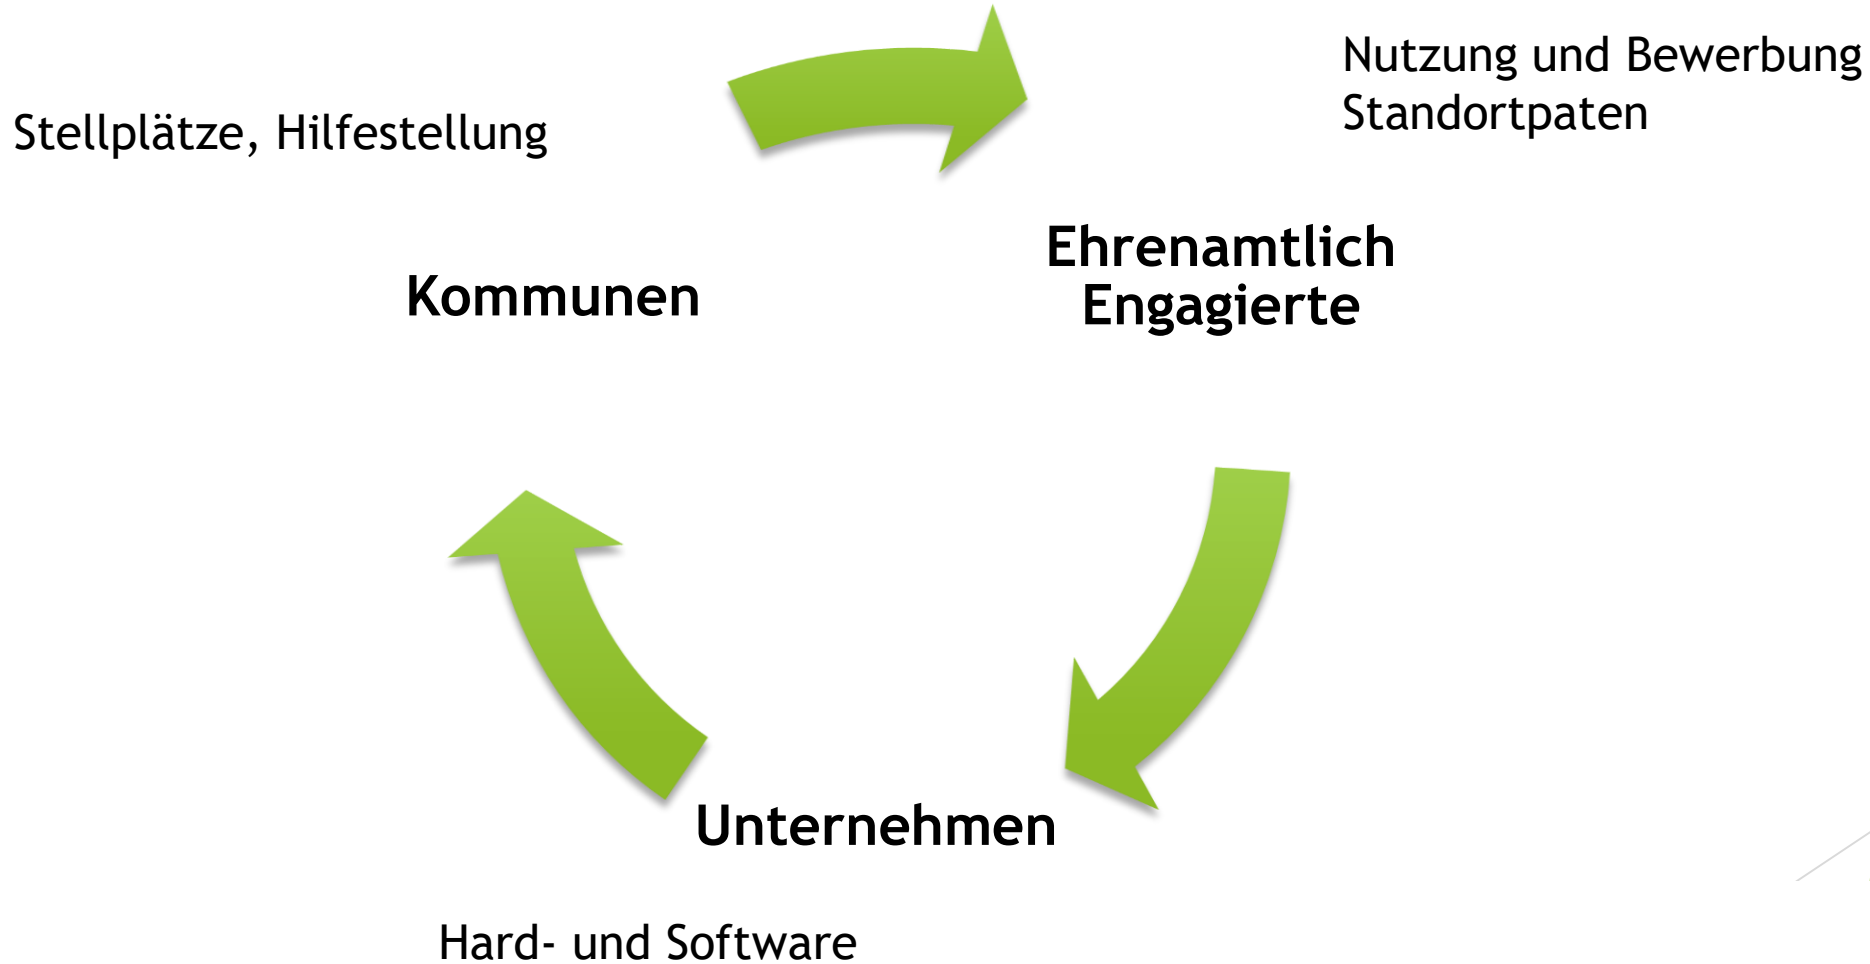 Nutzung und Bewerbung
Standortpaten
Stellplätze, Hilfestellung
Ehrenamtlich
Engagierte
Kommunen
Unternehmen
Hard- und Software